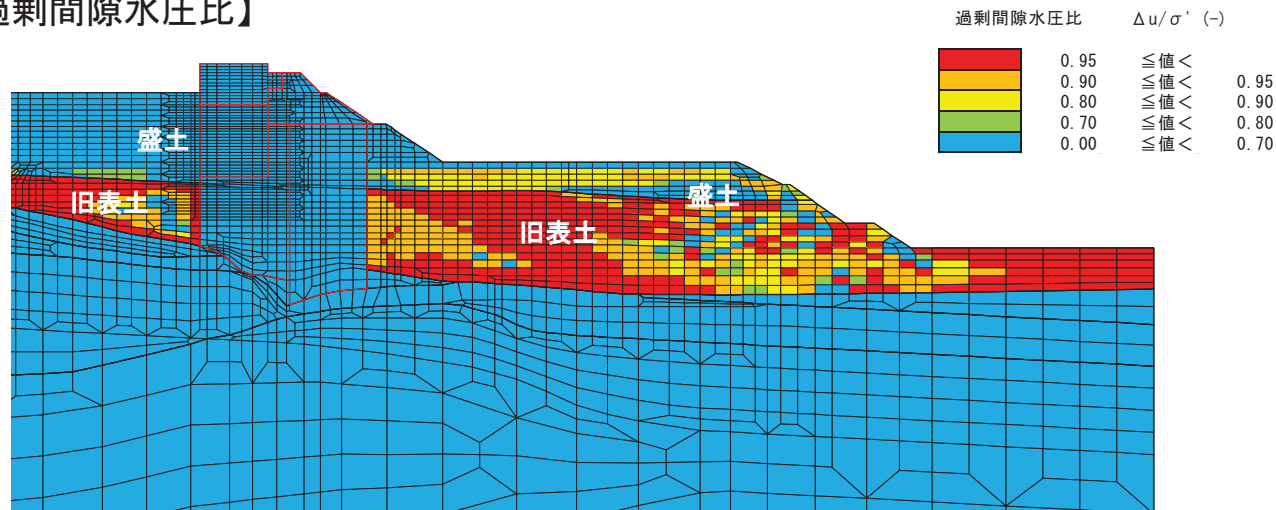 過剰間隙水圧比】
過剰間隙水圧比 Δu/σ' (-)
0.95 ≦値<
0.90 ≦値< 0.95
0.80 ≦値< 0.90
0.70 ≦値< 0.80
0.00 ≦値< 0.70
盛土
旧表土
盛土
旧表土